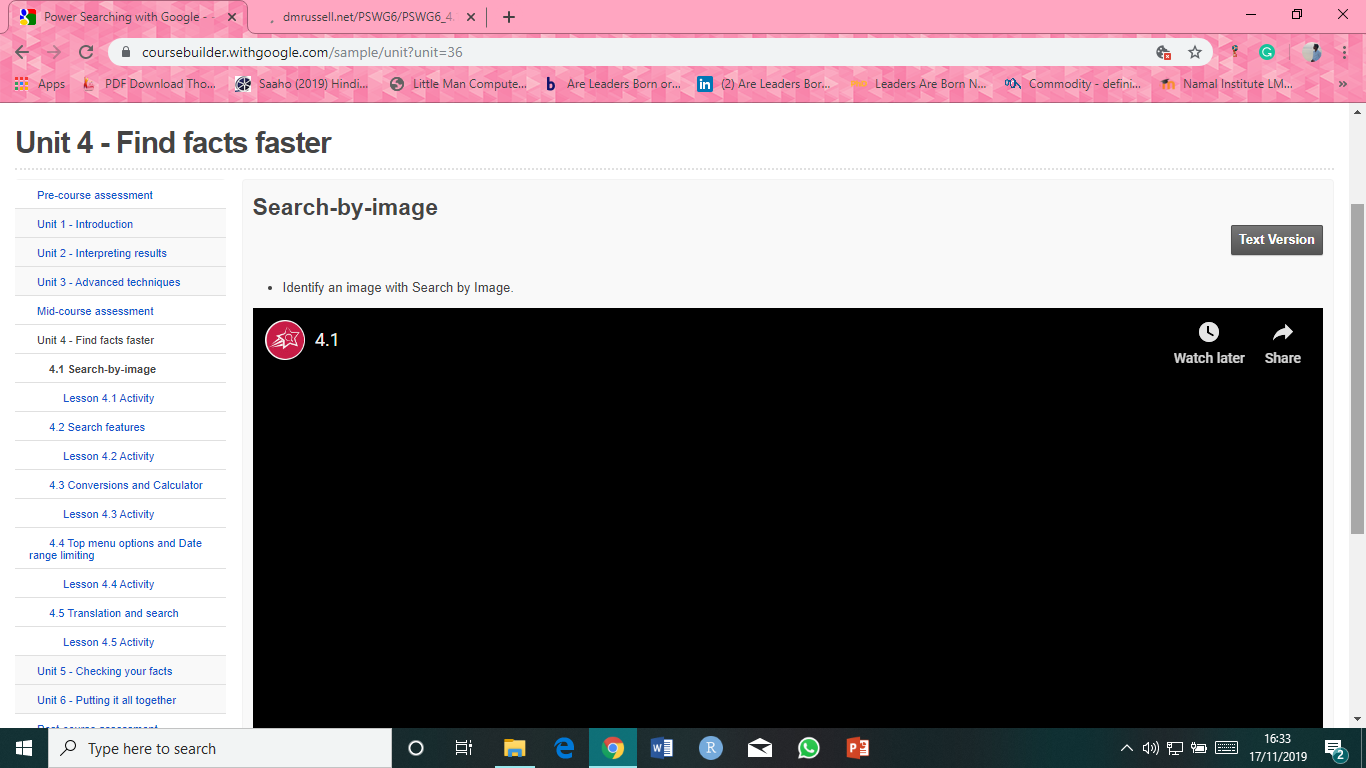 Power Searching with Google -
dmrussell.net/PSWG6/PSWG6_4.
coursebuilder.withgoogle.com/sample/unit?unit=36
Apps
PDF Download Tho...
Saaho (2019) Hindi...
Little Man Compute...
Are Leaders Born or...
(2) Are Leaders Bor...
Leaders Are Born N...
Commodity - defini...
Namal Institute LM...
Unit 4 - Find facts faster
Pre-course assessment
Unit 1 - Introduction
Unit 2 - Interpreting results
Unit 3 - Advanced techniques
Mid-course assessment
Unit 4 - Find facts faster
4.1 Search-by-image
Lesson 4.1 Activity
4.2 Search features
Lesson 4.2 Activity
4.3 Conversions and Calculator
Lesson 4.3 Activity
4.4 Top menu options and Date
range limiting
Lesson 4.4 Activity
4.5 Translation and search
Lesson 4.5 Activity
Unit 5 - Checking your facts
Unit 6 - Putting it all together
Search-by-image
Text Version
• Identify an image with Search by Image.
4.1
Watch later
Share
Type here to search
16:33
17/11/2019
2